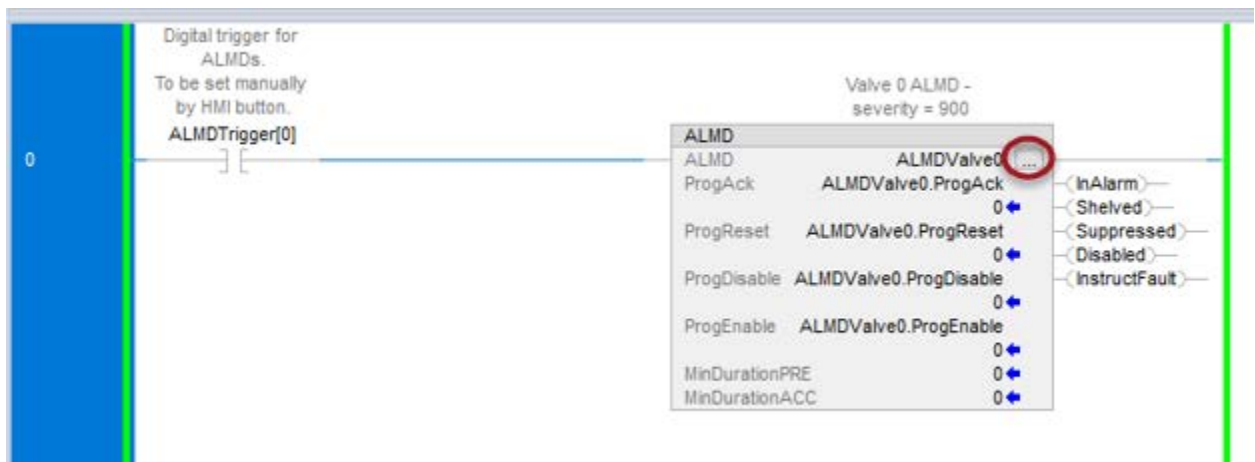 Digital trigger for
ALMDs.
To be set manually
by HMI button.
ALMDTrigger[0]
0
Valve 0 ALMD -
severity = 900
ALMD
ALMD ALMDValve0 ...
ProgAck ALMDValve0.ProgAck
0
ProgReset ALMDValve0.ProgReset
0
ProgDisable ALMDValve0.ProgDisable
0
ProgEnable ALMDValve0.ProgEnable
0
MinDurationPRE 0
MinDurationACC 0
InAlarm
Shelved
Suppressed
Disabled
InstructFault